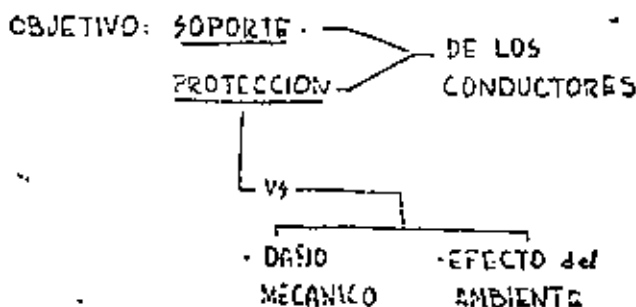 OBJETIVO: SOPORTE
DE LOS
PROTECCION
CONDUCTORES
VS
· DAÑO
MECANICO
· EFECTO del
AMBIENTE